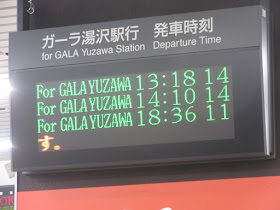 ガーラ湯沢駅行 発車時刻
for GALA Yuzawa Station Departure Time
For GALA YUZAWA 13:18 14
For GALA YUZAWA 14:10 14
For GALA YUZAWA 18:36 11
す。